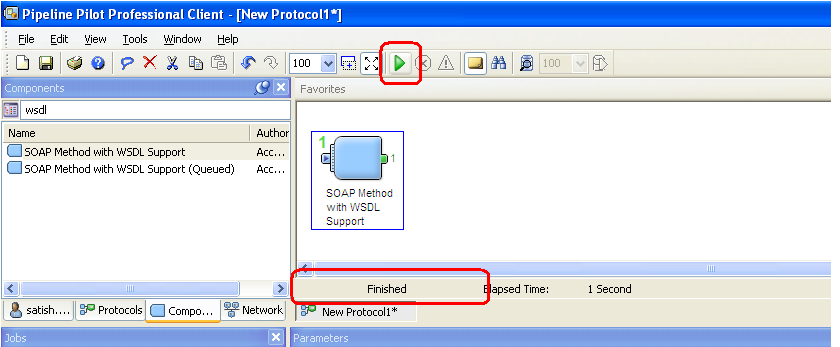 Pipeline Pilot Professional Client - [New Protocol1*]
File Edit View Tools Window Help
100 100
Components
Favorites
wsdl
Name Author
SOAP Method with WSDL Support Acc...
SOAP Method with WSDL Support (Queued) Acc...
1
1
SOAP Method
with WSDL
Support
Finished Elapsed Time: 1 Second
satish.... Protocols Compo... Network
New Protocol1*
Jobs
Parameters